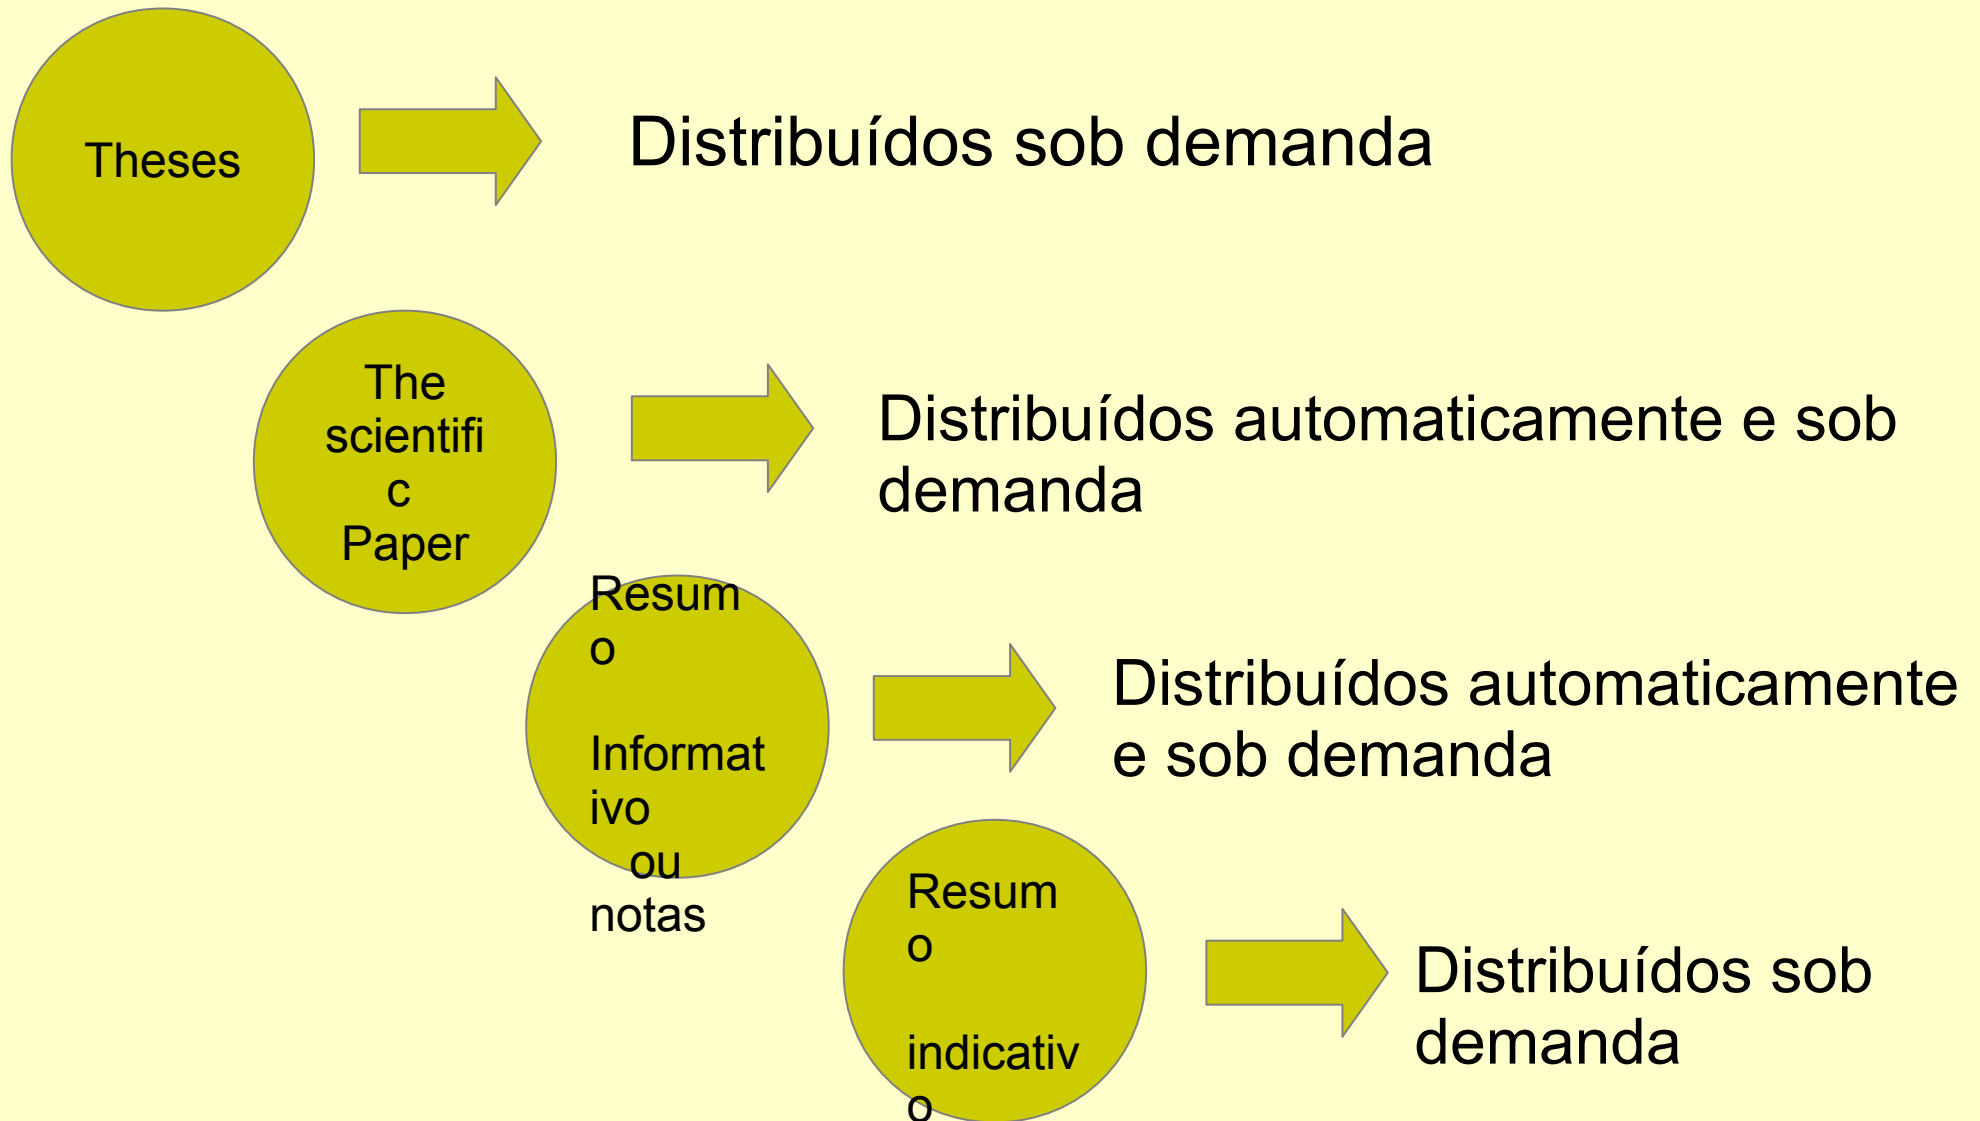 Theses
Distribuídos sob demanda
The
scientifi
c
Paper
Distribuídos automaticamente e sob
demanda
Resum
o
Informat
ivo
ou
notas
Distribuídos automaticamente
e sob demanda
Resum
o
indicativ
o
Distribuídos sob
demanda